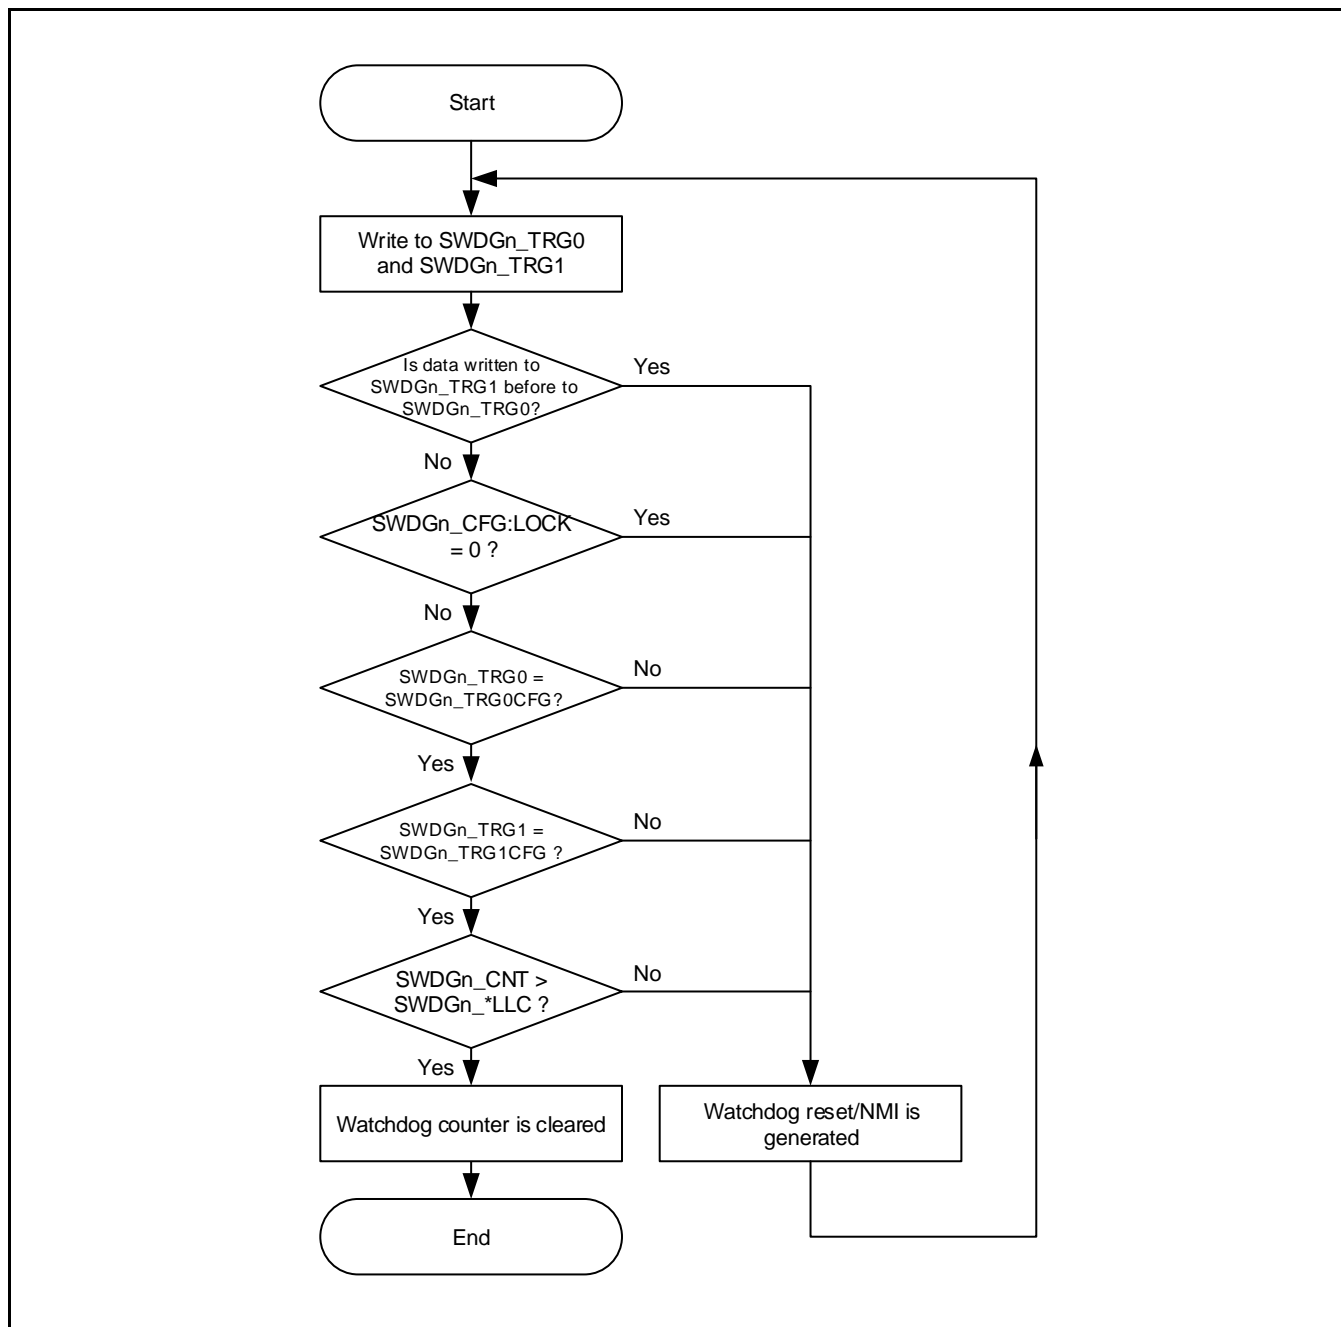 Start
Write to SWDGn_TRG0
and SWDGn_TRG1
Is data written to
SWDGn_TRG1 before to
SWDGn_TRG0?
Yes
No
SWDGn_CFG:LOCK
= 0 ?
Yes
No
SWDGn_TRG0 =
SWDGn_TRG0CFG?
No
Yes
SWDGn_TRG1 =
SWDGn_TRG1CFG ?
No
Yes
SWDGn_CNT >
SWDGn_*LLC ?
No
Yes
Watchdog counter is cleared
Watchdog reset/NMI is
generated
End